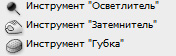 Инструмент "Осветлитель"
Инструмент "Затемнитель"
Инструмент "Губка"